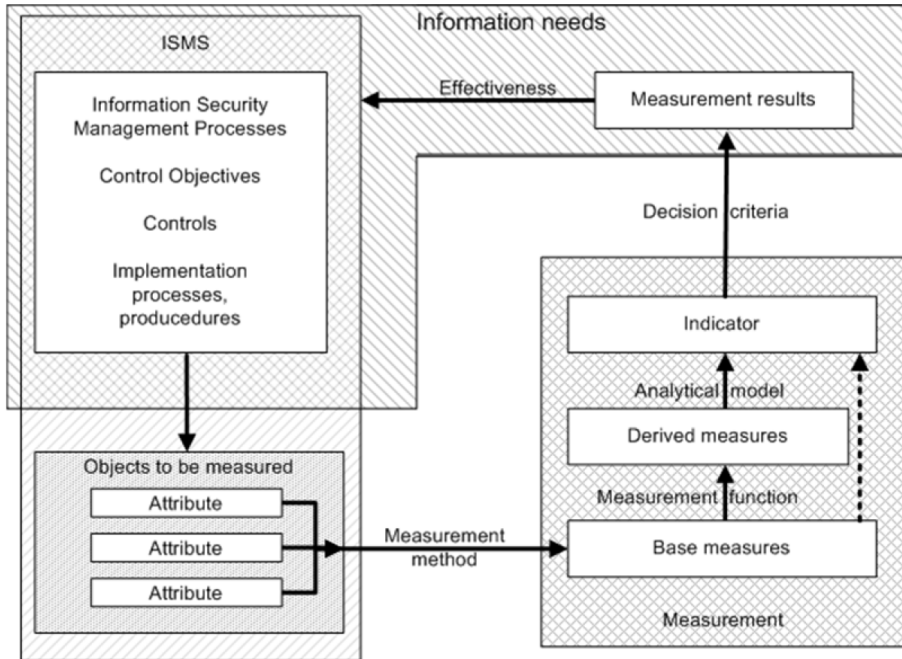 Information needs
ISMS
Information Security
Management Processes
Control Objectives
Controls
Implementation
processes,
producedures
Effectiveness
Measurement results
Decision criteria
Indicator
Analytical model
Derived measures
Measurement function
Base measures
Measurement
Objects to be measured
Attribute
Attribute
Attribute
Measurement
method